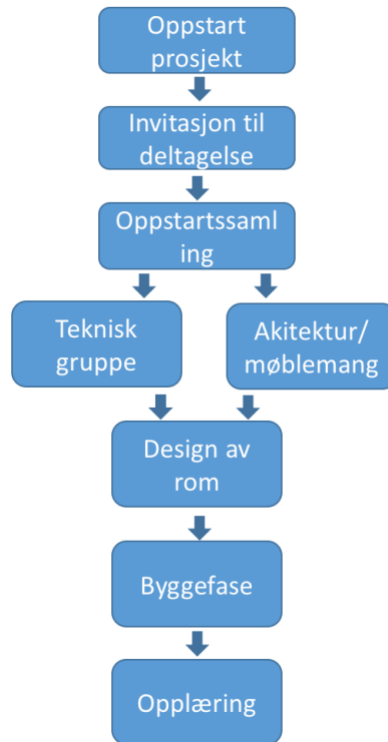 Oppstart
prosjekt
Invitasjon til
deltagelse
Oppstartssaml
ing
Teknisk
gruppe
Akitektur/
møblemang
Design av
rom
Byggefase
Opplæring